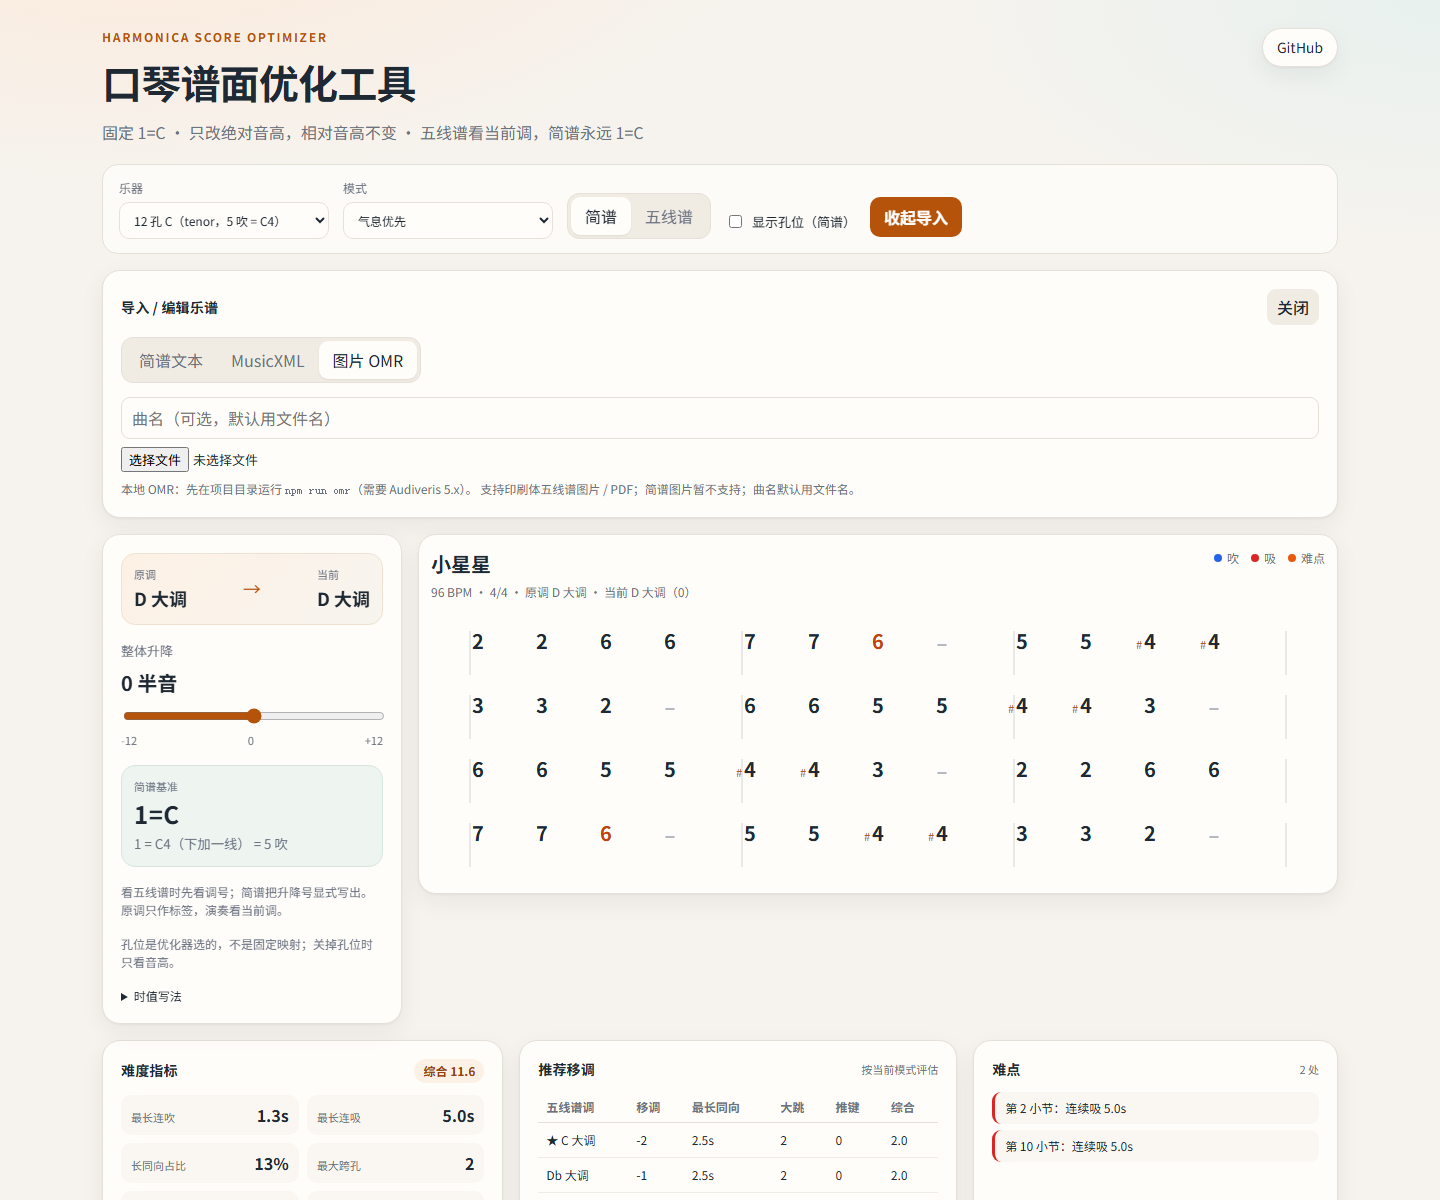 HARMONICA SCORE OPTIMIZER
GitHub
口琴谱面优化工具
固定 1=C · 只改绝对音高，相对音高不变 · 五线谱看当前调，简谱永远 1=C
乐器
模式
12 孔 C（tenor，5 吹 = C4）
气息优先
简谱
五线谱
显示孔位（简谱）
收起导入
导入 / 编辑乐谱
关闭
简谱文本
MusicXML
图片 OMR
曲名（可选，默认用文件名）
选择文件 未选择文件
本地 OMR：先在项目目录运行 npm run omr（需要 Audiveris 5.x）。 支持印刷体五线谱图片 / PDF；简谱图片暂不支持；曲名默认用文件名。
原调
D 大调
→
当前
D 大调
整体升降
0 半音
-12 0 +12
简谱基准
1=C
1 = C4（下加一线） = 5 吹
看五线谱时先看调号；简谱把升降号显式写出。
原调只作标签，演奏看当前调。
孔位是优化器选的，不是固定映射；关掉孔位时
只看音高。
▶ 时值写法
小星星
吹 吸 难点
96 BPM · 4/4 · 原调 D 大调 · 当前 D 大调（0）
2 2 6 6 7 7 6 – 5 5 #4 #4
3 3 2 – 6 6 5 5 #4 #4 3 –
6 6 5 5 #4 #4 3 – 2 2 6 6
7 7 6 – 5 5 #4 #4 3 3 2 –
难度指标
综合 11.6
最长连吹 1.3s
最长连吸 5.0s
长同向占比 13%
最大跨孔 2
推荐移调
按当前模式评估
五线谱调 移调 最长同向 大跳 推键 综合
★ C 大调 -2 2.5s 2 0 2.0
Db 大调 -1 2.5s 2 0 2.0
难点
2 处
第 2 小节：连续吸 5.0s
第 10 小节：连续吸 5.0s